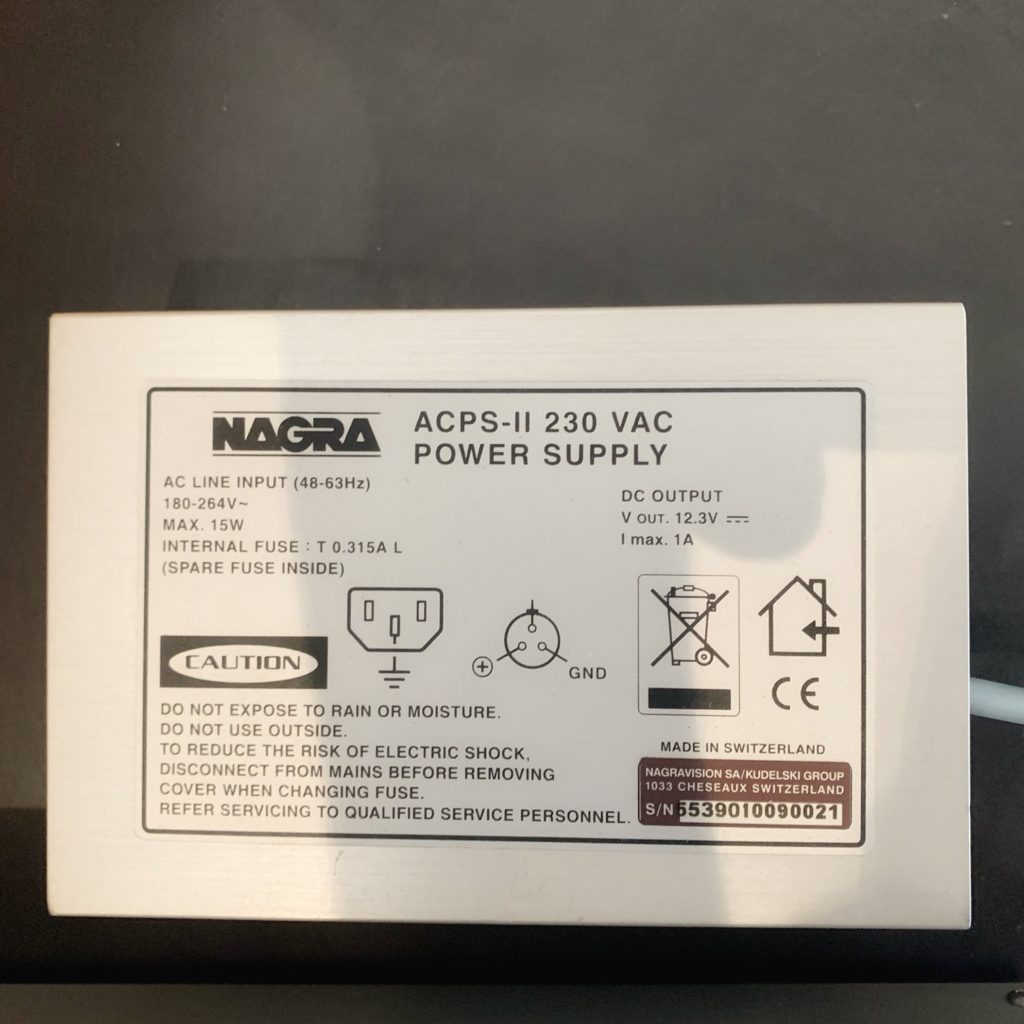 NAGRA
ACPS-II 230 VAC
POWER SUPPLY
AC LINE INPUT (48-63Hz)
180-264V~
MAX. 15W
INTERNAL FUSE : T 0.315A L
(SPARE FUSE INSIDE)
DC OUTPUT
V OUT. 12.3V
I max. 1A
GND
CAUTION
CE
DO NOT EXPOSE TO RAIN OR MOISTURE.
DO NOT USE OUTSIDE.
TO REDUCE THE RISK OF ELECTRIC SHOCK,
DISCONNECT FROM MAINS BEFORE REMOVING
COVER WHEN CHANGING FUSE.
REFER SERVICING TO QUALIFIED SERVICE PERSONNEL.
MADE IN SWITZERLAND
NAGRAVISION SA/KUDELSKI GROUP
1033 CHESEAUX SWITZERLAND
S/N 5539010090021